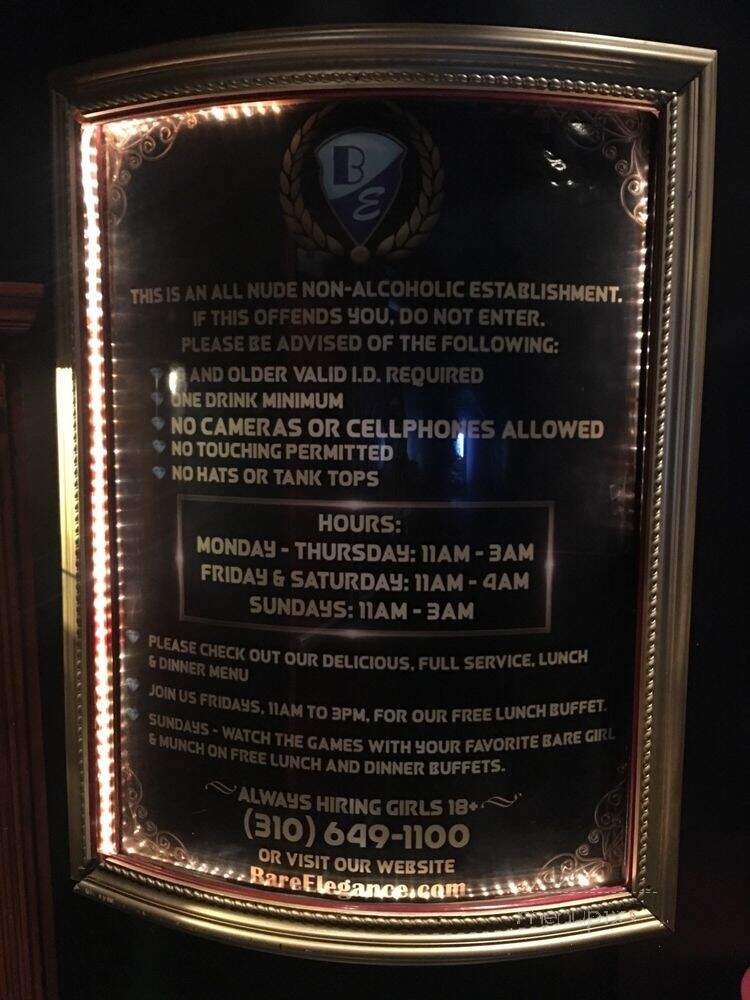 B
E
THIS IS AN ALL NUDE NON-ALCOHOLIC ESTABLISHMENT.
IF THIS OFFENDS YOU, DO NOT ENTER.
PLEASE BE ADVISED OF THE FOLLOWING:
AND OLDER VALID I.D. REQUIRED
ONE DRINK MINIMUM
NO CAMERAS OR CELLPHONES ALLOWED
NO TOUCHING PERMITTED
NO HATS OR TANK TOPS
HOURS:
MONDAY - THURSDAY: 11AM - 3AM
FRIDAY & SATURDAY: 11AM - 4AM
SUNDAYS: 11AM - 3AM
PLEASE CHECK OUT OUR DELICIOUS, FULL SERVICE, LUNCH
& DINNER MENU
JOIN US FRIDAYS, 11AM TO 3PM, FOR OUR FREE LUNCH BUFFET.
SUNDAYS - WATCH THE GAMES WITH YOUR FAVORITE BARE GIRL
& MUNCH ON FREE LUNCH AND DINNER BUFFETS.
ALWAYS HIRING GIRLS 18+
(310) 649-1100
OR VISIT OUR WEBSITE
BareElegance.com